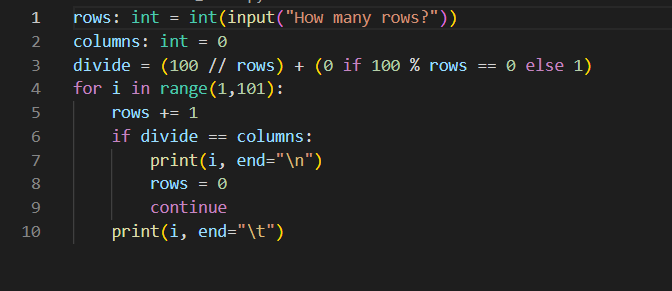 1 rows: int = int(input("How many rows?"))
2 columns: int = 0
3 divide = (100 // rows) + (0 if 100 % rows == 0 else 1)
4 for i in range(1,101):
5     rows += 1
6     if divide == columns:
7         print(i, end="\n")
8         rows = 0
9         continue
10     print(i, end="\t")